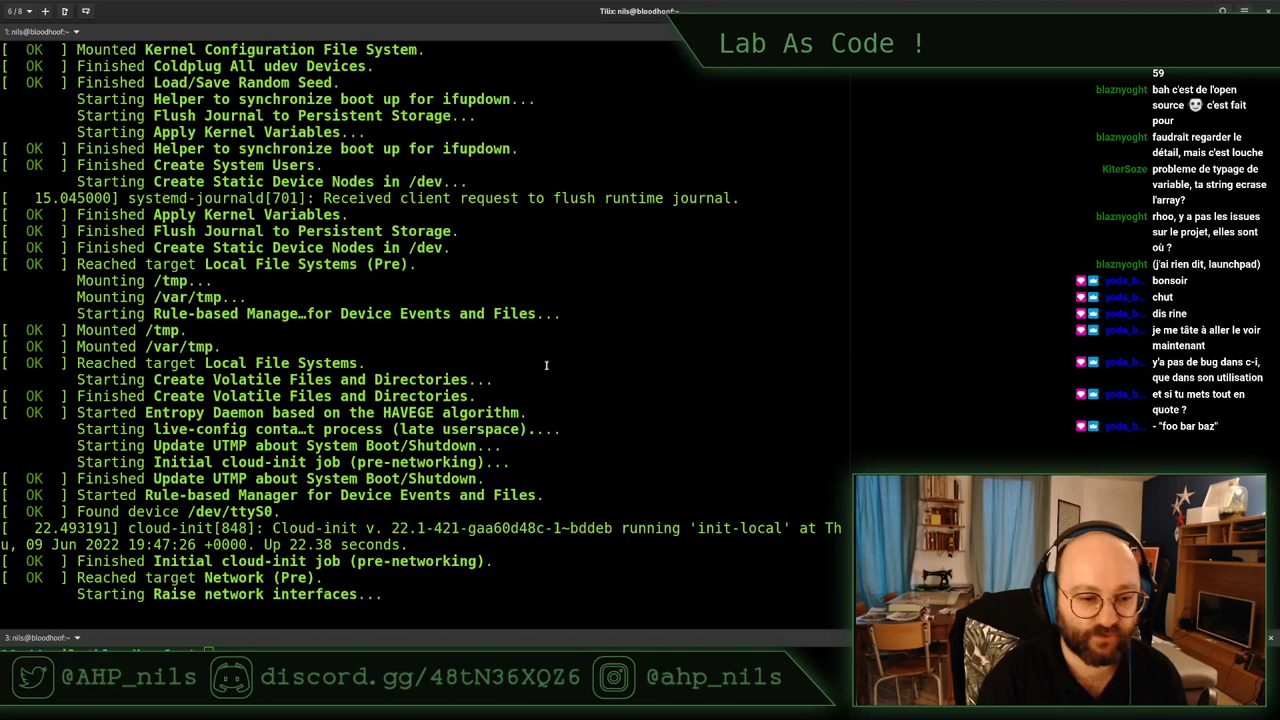 6 / 8
Tilix: nils@bloodhoof:~
1: nils@bloodhoof:~
Lab As Code !
[  OK  ] Mounted Kernel Configuration File System.
[  OK  ] Finished Coldplug All udev Devices.
[  OK  ] Finished Load/Save Random Seed.
Starting Helper to synchronize boot up for ifupdown...
Starting Flush Journal to Persistent Storage...
Starting Apply Kernel Variables...
[  OK  ] Finished Helper to synchronize boot up for ifupdown.
[  OK  ] Finished Create System Users.
Starting Create Static Device Nodes in /dev...
[   15.045000] systemd-journald[701]: Received client request to flush runtime journal.
[  OK  ] Finished Apply Kernel Variables.
[  OK  ] Finished Flush Journal to Persistent Storage.
[  OK  ] Finished Create Static Device Nodes in /dev.
[  OK  ] Reached target Local File Systems (Pre).
Mounting /tmp...
Mounting /var/tmp...
Starting Rule-based Manage…for Device Events and Files...
[  OK  ] Mounted /tmp.
[  OK  ] Mounted /var/tmp.
[  OK  ] Reached target Local File Systems.
Starting Create Volatile Files and Directories...
[  OK  ] Finished Create Volatile Files and Directories.
[  OK  ] Started Entropy Daemon based on the HAVEGE algorithm.
Starting live-config conta…t process (late userspace)....
Starting Update UTMP about System Boot/Shutdown...
Starting Initial cloud-init job (pre-networking)...
[  OK  ] Finished Update UTMP about System Boot/Shutdown.
[  OK  ] Started Rule-based Manager for Device Events and Files.
[  OK  ] Found device /dev/ttyS0.
[   22.493191] cloud-init[848]: Cloud-init v. 22.1-421-gaa60d48c-1~bddeb running 'init-local' at Th
u, 09 Jun 2022 19:47:26 +0000. Up 22.38 seconds.
[  OK  ] Finished Initial cloud-init job (pre-networking).
[  OK  ] Reached target Network (Pre).
Starting Raise network interfaces...
59
blaznyoght bah c'est de l'open
source c'est fait
pour
blaznyoght faudrait regarder le
détail, mais c'est louche
KiterSoze probleme de typage de
variable, ta string ecrase
l'array?
blaznyoght rhoo, y a pas les issues
sur le projet, elles sont
où ?
blaznyoght (j'ai rien dit, launchpad)
yoda_b... bonsoir
yoda_b... chut
yoda_b... dis rine
yoda_b... je me tâte à aller le voir
maintenant
yoda_b... y'a pas de bug dans c-i,
que dans son utilisation
yoda_b... et si tu mets tout en
quote ?
yoda_b... - "foo bar baz"
3: nils@bloodhoof:~
@AHP_nils
discord.gg/48tN36XQZ6
@ahp_nils